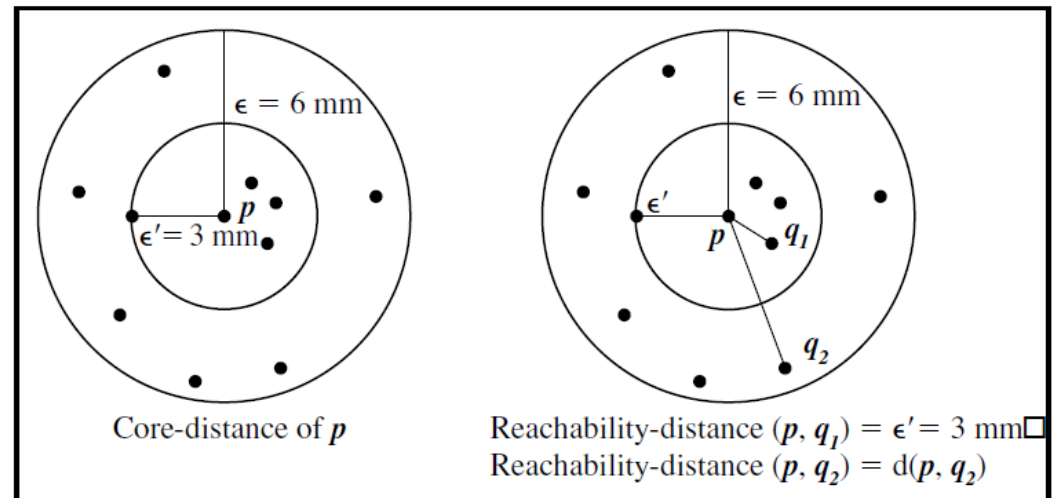 ϵ = 6 mm
p
ϵ′= 3 mm
Core-distance of p
ϵ = 6 mm
ϵ′
p
q₁
q₂
Reachability-distance (p, q₁) = ϵ′= 3 mm□
Reachability-distance (p, q₂) = d(p, q₂)